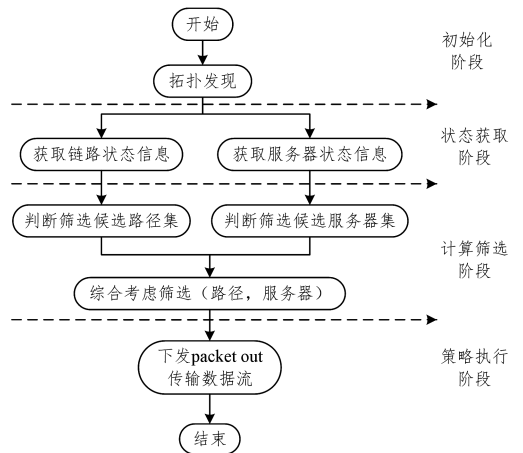 开始
初始化
阶段
拓扑发现
获取链路状态信息
获取服务器状态信息
状态获取
阶段
判断筛选候选路径集
判断筛选候选服务器集
计算筛选
阶段
综合考虑筛选（路径，服务器）
下发packet out
传输数据流
策略执行
阶段
结束